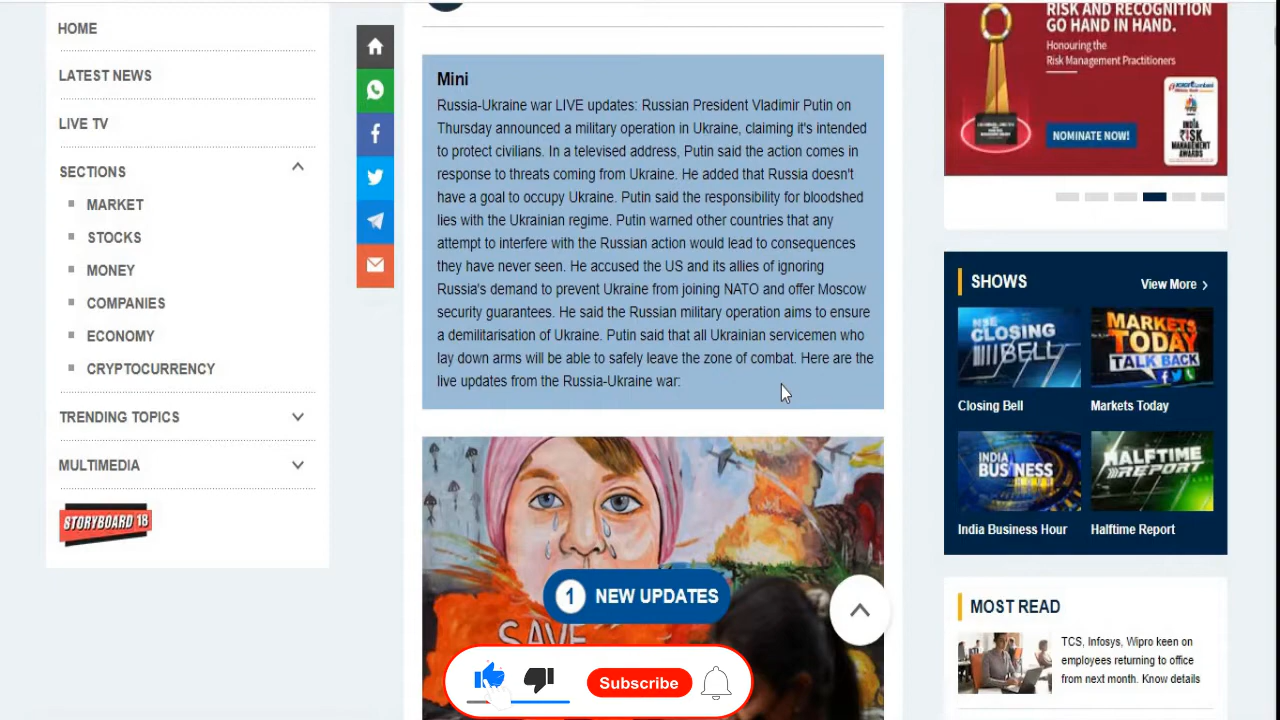 HOME
LATEST NEWS
LIVE TV
SECTIONS
MARKET
STOCKS
MONEY
COMPANIES
ECONOMY
CRYPTOCURRENCY
TRENDING TOPICS
MULTIMEDIA
STORYBOARD 18
Mini
Russia-Ukraine war LIVE updates: Russian President Vladimir Putin on
Thursday announced a military operation in Ukraine, claiming it's intended
to protect civilians. In a televised address, Putin said the action comes in
response to threats coming from Ukraine. He added that Russia doesn't
have a goal to occupy Ukraine. Putin said the responsibility for bloodshed
lies with the Ukrainian regime. Putin warned other countries that any
attempt to interfere with the Russian action would lead to consequences
they have never seen. He accused the US and its allies of ignoring
Russia's demand to prevent Ukraine from joining NATO and offer Moscow
security guarantees. He said the Russian military operation aims to ensure
a demilitarisation of Ukraine. Putin said that all Ukrainian servicemen who
lay down arms will be able to safely leave the zone of combat. Here are the
live updates from the Russia-Ukraine war:
1 NEW UPDATES
SAVE
Subscribe
RISK AND RECOGNITION
GO HAND IN HAND.
Honouring the
Risk Management Practitioners
NOMINATE NOW!
INDIA
RISK
MANAGEMENT
AWARDS
SHOWS
View More
NSE
CLOSING
BELL
MARKETS
TODAY
TALK BACK
Closing Bell
Markets Today
INDIA
BUSINESS
HALFTIME
REPORT
India Business Hour
Halftime Report
MOST READ
TCS, Infosys, Wipro keen on
employees returning to office
from next month. Know details